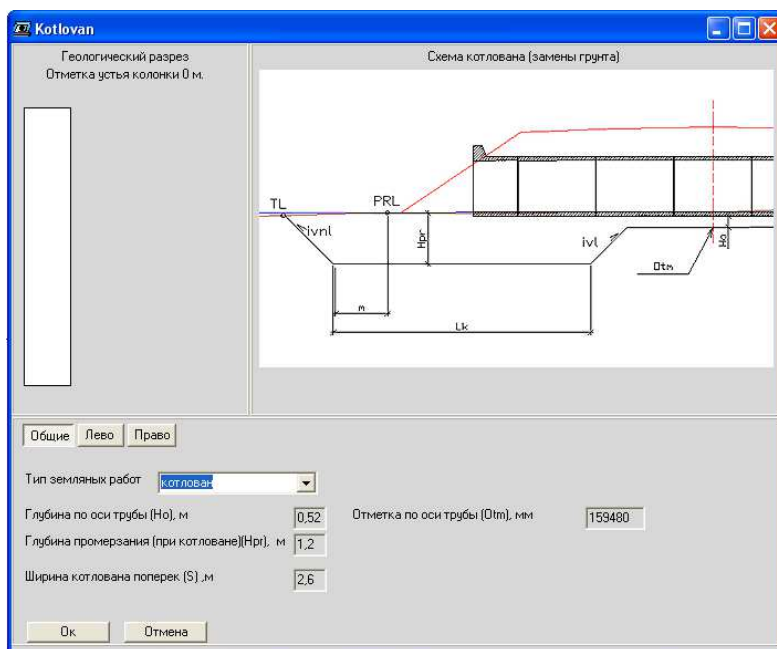 Kotlovan
Геологический разрез
Отметка устья колонки 0 м.
Схема котлована (замены грунта)
TL
PRL
ivnl
Hpr
ivl
Ho
Otm
m
Lk
Общие
Лево
Право
Тип земляных работ
котлован
Глубина по оси трубы (Но), м
0,52
Отметка по оси трубы (Otm), мм
159480
Глубина промерзания (при котловане)(Hpr), м
1,2
Ширина котлована поперек (S) ,м
2,6
Ок
Отмена